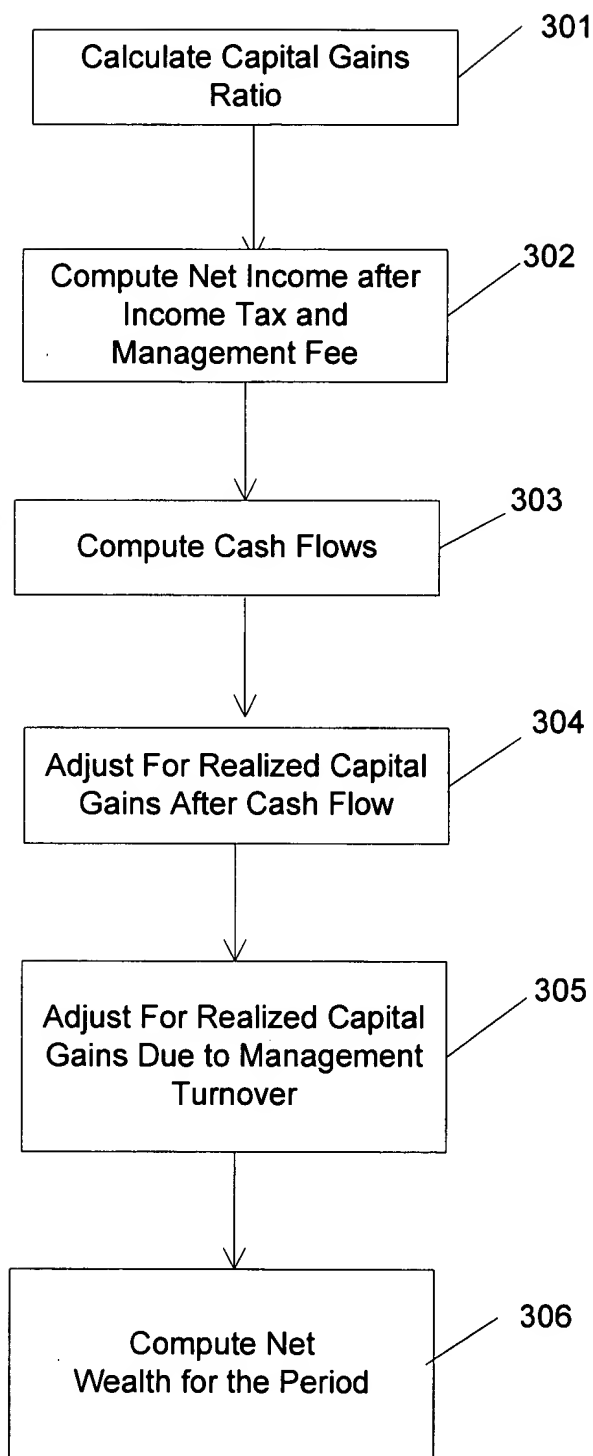 301
Calculate Capital Gains
Ratio
302
Compute Net Income after
Income Tax and
Management Fee
303
Compute Cash Flows
304
Adjust For Realized Capital
Gains After Cash Flow
305
Adjust For Realized Capital
Gains Due to Management
Turnover
306
Compute Net
Wealth for the Period